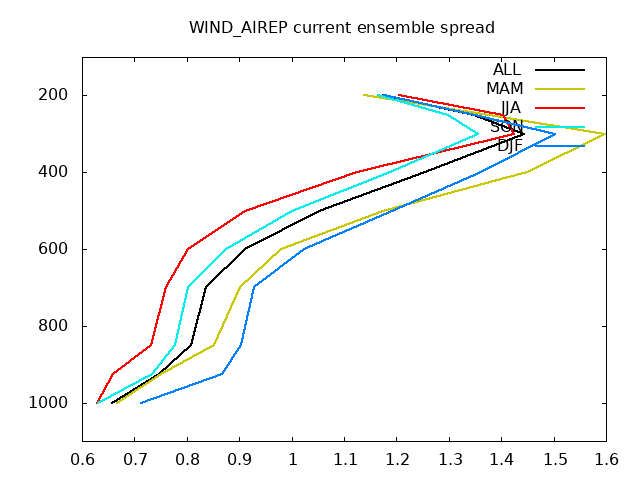 WIND_AIREP current ensemble spread
ALL
MAM
JJA
SON
DJF
200
400
600
800
1000
0.6 0.7 0.8 0.9 1 1.1 1.2 1.3 1.4 1.5 1.6